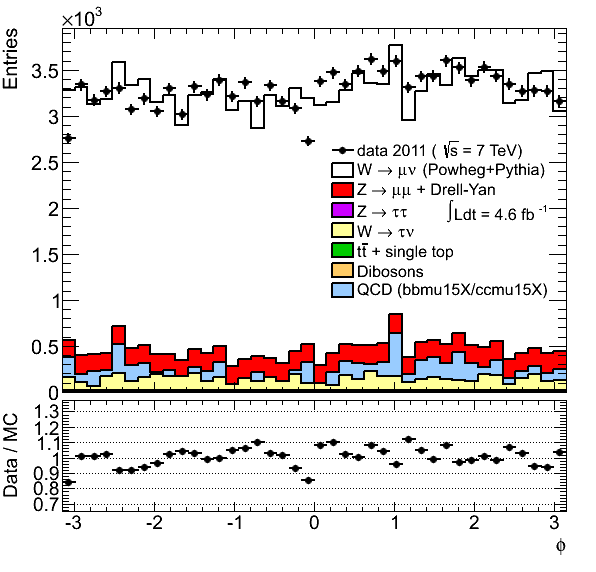 ×10³
Entries
3.5
3
2.5
2
1.5
1
0.5
0
data 2011 ( √s = 7 TeV)
W → μν (Powheg+Pythia)
Z → μμ + Drell-Yan
Z → ττ ∫Ldt = 4.6 fb⁻¹
W → τν
tt̄ + single top
Dibosons
QCD (bbmu15X/ccmu15X)
Data / MC
1.3
1.2
1.1
1
0.9
0.8
0.7
-3 -2 -1 0 1 2 3
ϕ